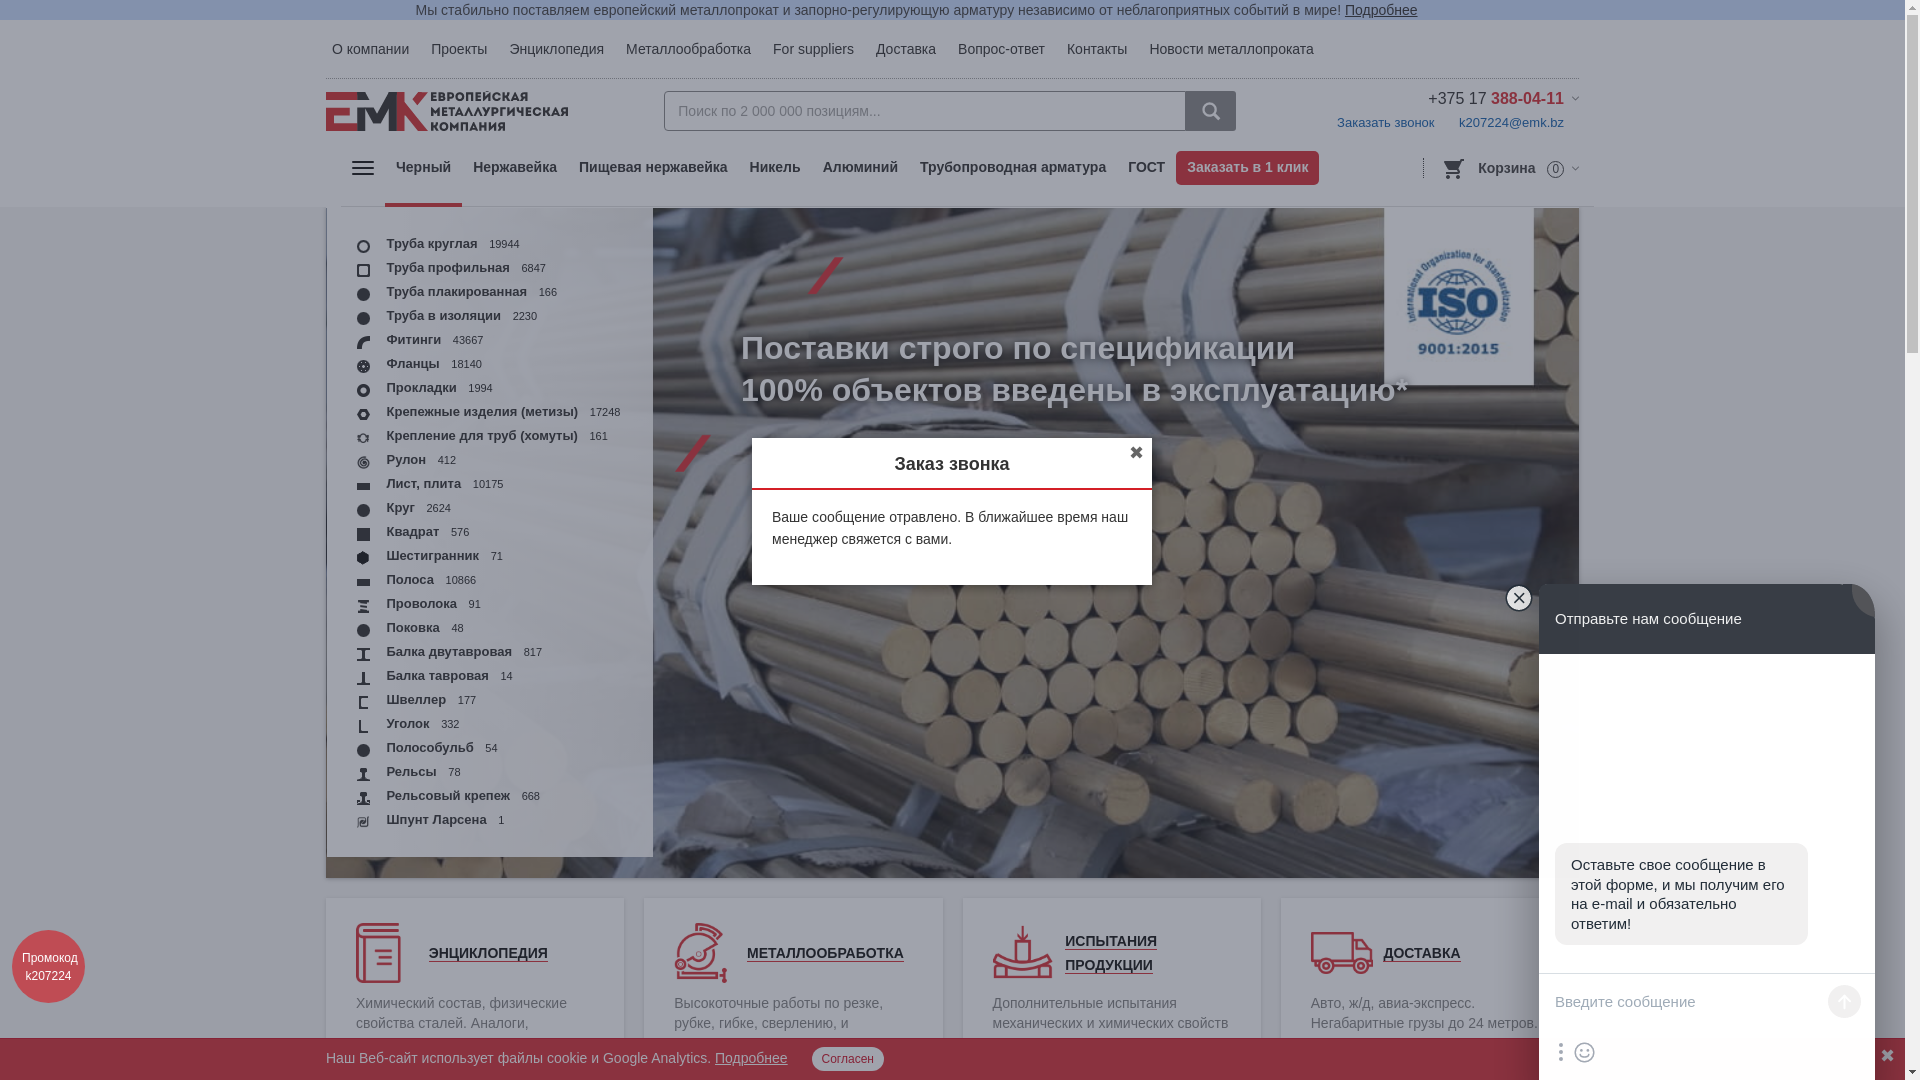 Мы стабильно поставляем европейский металлопрокат и запорно-регулирующую арматуру независимо от неблагоприятных событий в мире! Подробнее
О компании Проекты Энциклопедия Металлообработка For suppliers Доставка Вопрос-ответ Контакты Новости металлопроката
ЕМК ЕВРОПЕЙСКАЯ
МЕТАЛЛУРГИЧЕСКАЯ
КОМПАНИЯ
Поиск по 2 000 000 позициям...
+375 17 388-04-11
Заказать звонок k207224@emk.bz
Черный Нержавейка Пищевая нержавейка Никель Алюминий Трубопроводная арматура ГОСТ Заказать в 1 клик
Корзина 0
Труба круглая 19944
Труба профильная 6847
Труба плакированная 166
Труба в изоляции 2230
Фитинги 43667
Фланцы 18140
Прокладки 1994
Крепежные изделия (метизы) 17248
Крепление для труб (хомуты) 161
Рулон 412
Лист, плита 10175
Круг 2624
Квадрат 576
Шестигранник 71
Полоса 10866
Проволока 91
Поковка 48
Балка двутавровая 817
Балка тавровая 14
Швеллер 177
Уголок 332
Полособульб 54
Рельсы 78
Рельсовый крепеж 668
Шпунт Ларсена 1
International Organization for Standardization
ISO
9001:2015
Поставки строго по спецификации
100% объектов введены в эксплуатацию*
Заказ звонка
Ваше сообщение отравлено. В ближайшее время наш
менеджер свяжется с вами.
Отправьте нам сообщение
Оставьте свое сообщение в
этой форме, и мы получим его
на e-mail и обязательно
ответим!
Введите сообщение
Промокод
k207224
ЭНЦИКЛОПЕДИЯ
Химический состав, физические
свойства сталей. Аналоги,
МЕТАЛЛООБРАБОТКА
Высокоточные работы по резке,
рубке, гибке, сверлению, и
ИСПЫТАНИЯ
ПРОДУКЦИИ
Дополнительные испытания
механических и химических свойств
ДОСТАВКА
Авто, ж/д, авиа-экспресс.
Негабаритные грузы до 24 метров.
Наш Веб-сайт использует файлы cookie и Google Analytics. Подробнее Согласен